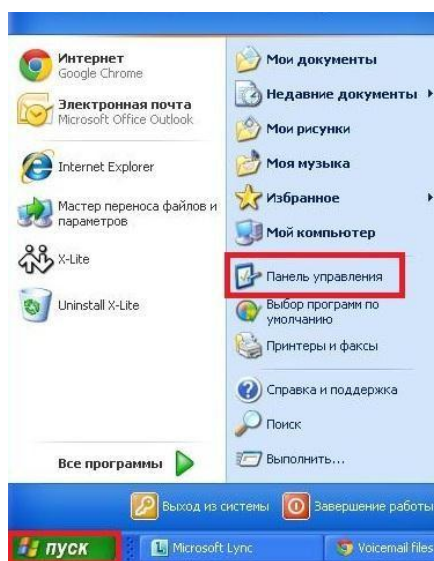 Интернет
Google Chrome
Электронная почта
Microsoft Office Outlook
Internet Explorer
Мастер переноса файлов и
параметров
X-Lite
Uninstall X-Lite
Все программы
Мои документы
Недавние документы
Мои рисунки
Моя музыка
Избранное
Мой компьютер
Панель управления
Выбор программ по
умолчанию
Принтеры и факсы
Справка и поддержка
Поиск
Выполнить...
Выход из системы
Завершение работы
пуск
Microsoft Lync
Voicemail files